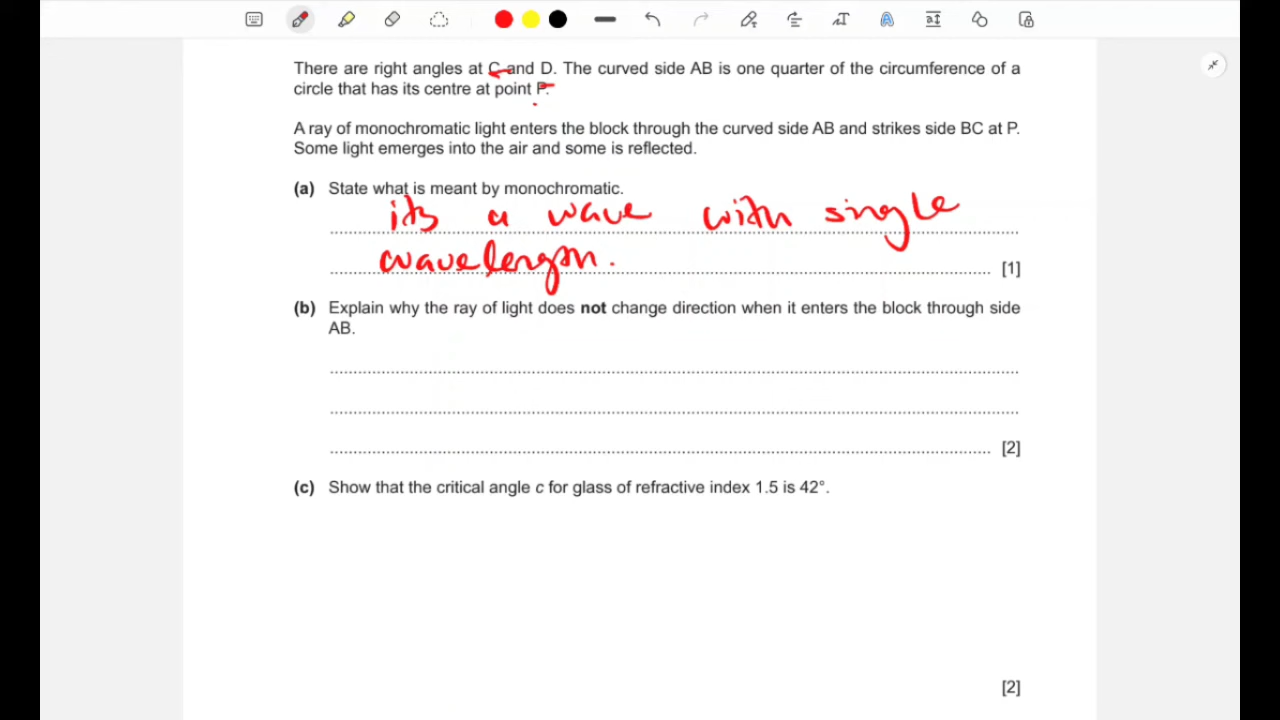 There are right angles at C and D. The curved side AB is one quarter of the circumference of a
circle that has its centre at point P.
A ray of monochromatic light enters the block through the curved side AB and strikes side BC at P.
Some light emerges into the air and some is reflected.
(a) State what is meant by monochromatic.
its a wave with single
wavelength.
[1]
(b) Explain why the ray of light does not change direction when it enters the block through side
AB.
[2]
(c) Show that the critical angle c for glass of refractive index 1.5 is 42°.
[2]